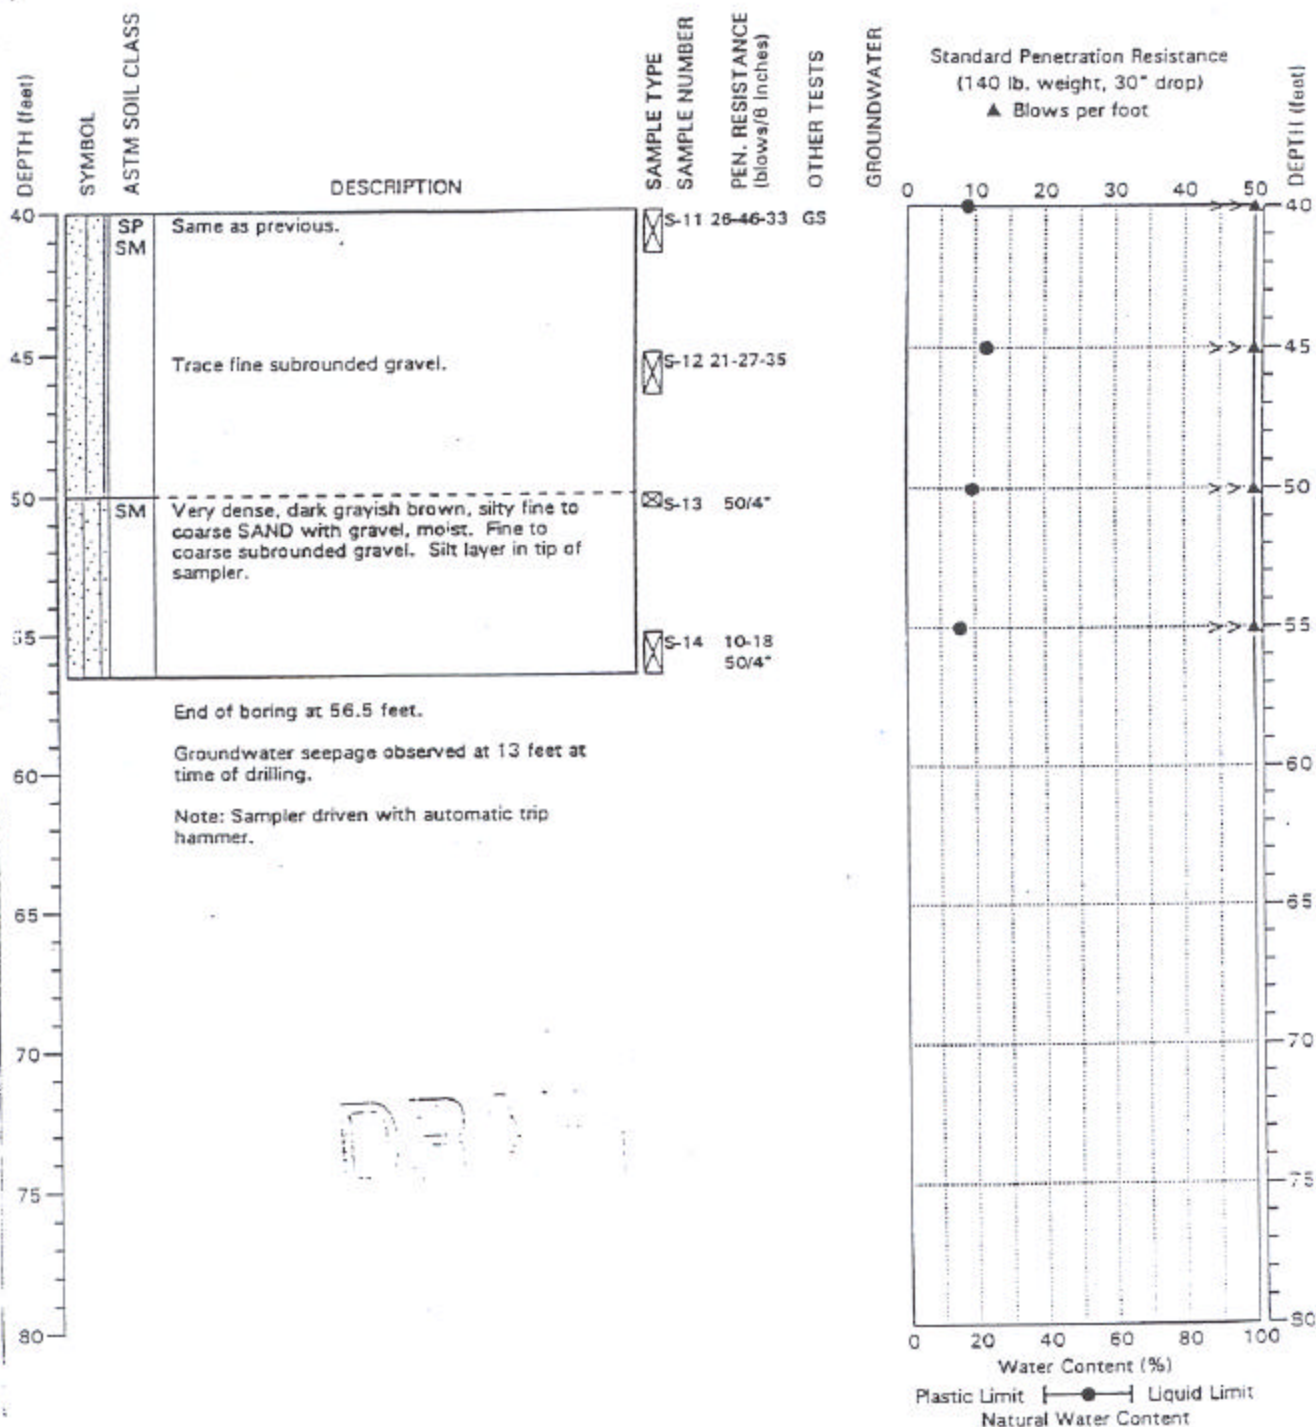 DEPTH (feet)
SYMBOL
ASTM SOIL CLASS
DESCRIPTION
SAMPLE TYPE
SAMPLE NUMBER
PEN. RESISTANCE
(blows/6 inches)
OTHER TESTS
GROUNDWATER
Standard Penetration Resistance
(140 lb. weight, 30" drop)
▲ Blows per foot
DEPTH (feet)
0 10 20 30 40 50
40 SP Same as previous. S-11 26-46-33 GS 40
SM
45 Trace fine subrounded gravel. S-12 21-27-35 45
50 SM Very dense, dark grayish brown, silty fine to S-13 50/4" 50
coarse SAND with gravel, moist. Fine to
coarse subrounded gravel. Silt layer in tip of
sampler.
55 S-14 10-18 55
50/4"
End of boring at 56.5 feet.
Groundwater seepage observed at 13 feet at
60 time of drilling. 60
Note: Sampler driven with automatic trip
hammer.
65 65
70 70
75 75
80 80
0 20 40 60 80 100
Water Content (%)
Plastic Limit Liquid Limit
Natural Water Content